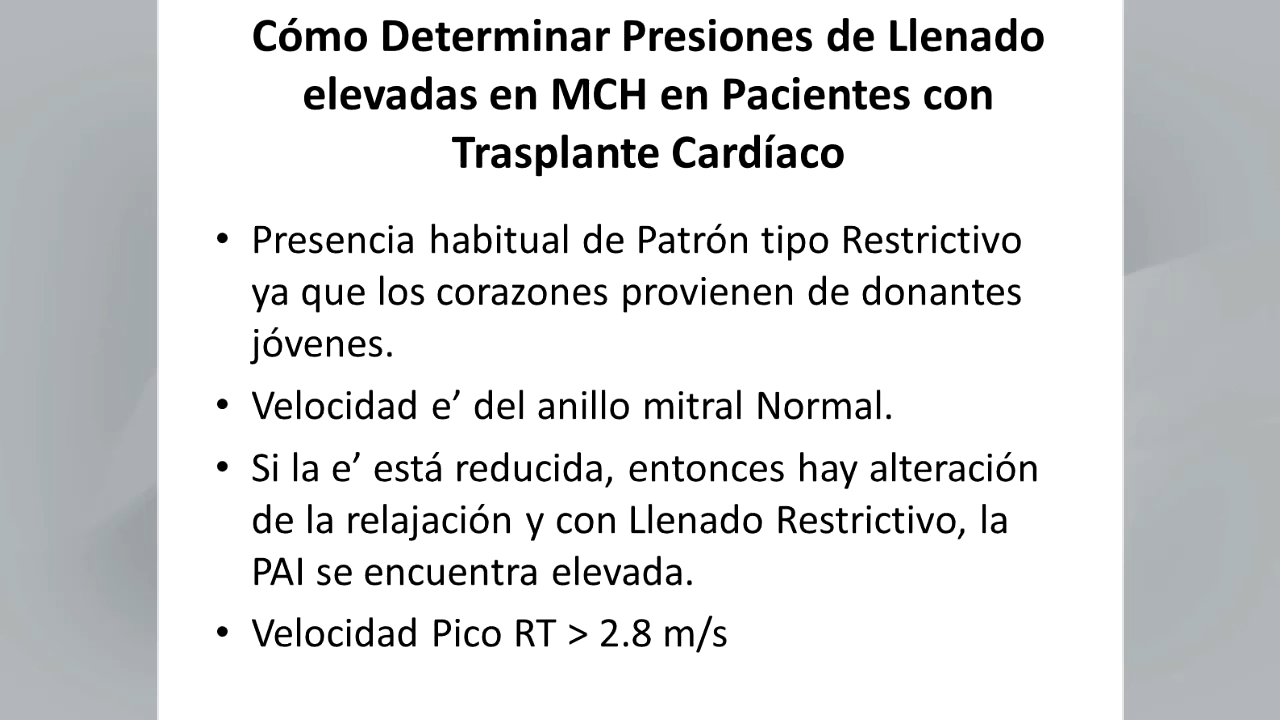 Cómo Determinar Presiones de Llenado
elevadas en MCH en Pacientes con
Trasplante Cardíaco
• Presencia habitual de Patrón tipo Restrictivo
ya que los corazones provienen de donantes
jóvenes.
• Velocidad e’ del anillo mitral Normal.
• Si la e’ está reducida, entonces hay alteración
de la relajación y con Llenado Restrictivo, la
PAI se encuentra elevada.
• Velocidad Pico RT > 2.8 m/s